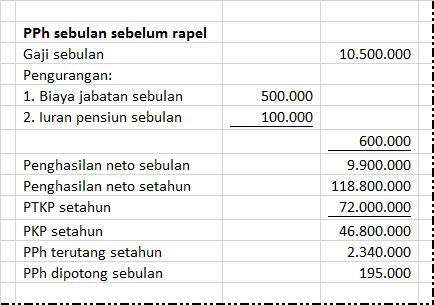 PPh sebulan sebelum rapel
Gaji sebulan 10.500.000
Pengurangan:
1. Biaya jabatan sebulan 500.000
2. Iuran pensiun sebulan 100.000
600.000
Penghasilan neto sebulan 9.900.000
Penghasilan neto setahun 118.800.000
PTKP setahun 72.000.000
PKP setahun 46.800.000
PPh terutang setahun 2.340.000
PPh dipotong sebulan 195.000